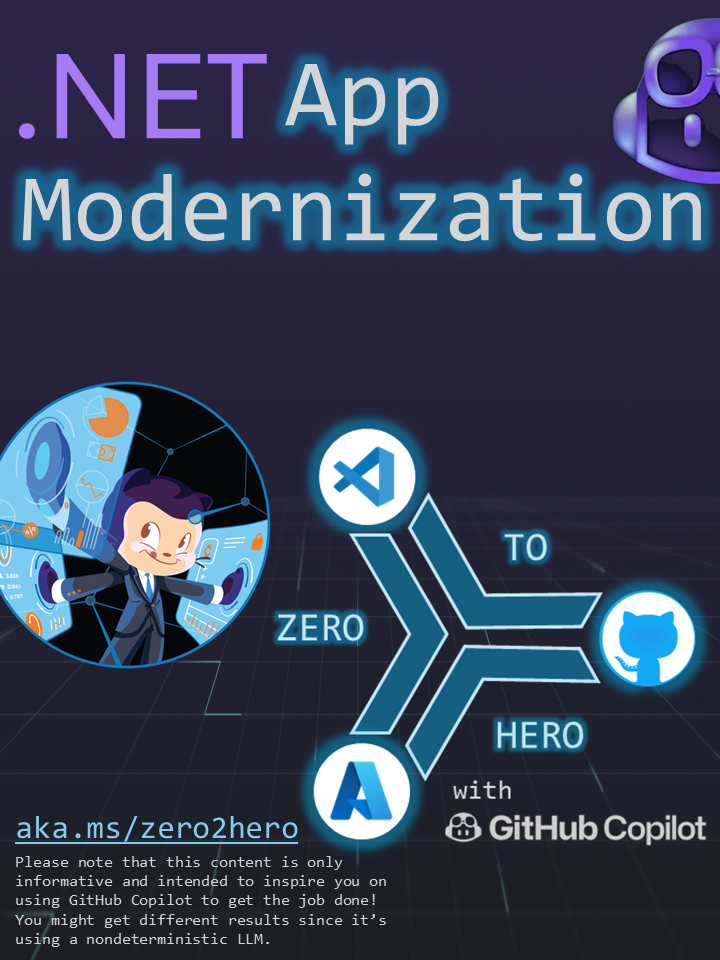 .NET App
Modernization
TO
ZERO
HERO
with
GitHub Copilot
aka.ms/zero2hero
Please note that this content is only
informative and intended to inspire you on
using GitHub Copilot to get the job done!
You might get different results since it’s
using a nondeterministic LLM.